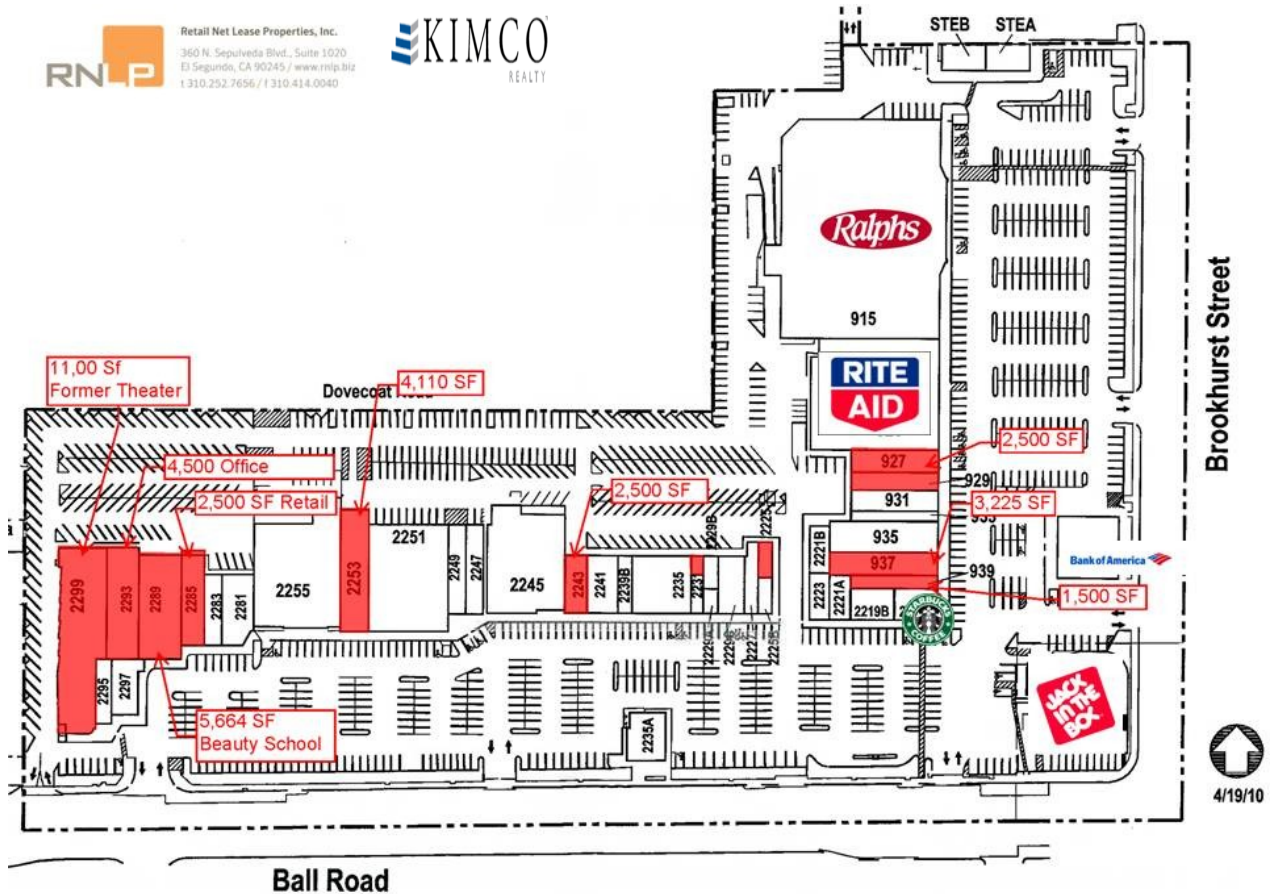 RNLP
Retail Net Lease Properties, Inc.
360 N. Sepulveda Blvd., Suite 1020
El Segundo, CA 90245 / www.rnlp.biz
t 310.252.7656 / f 310.414.0040
KIMCO
REALTY
STEB
STEA
Ralphs
915
Brookhurst Street
RITE
AID
11,00 Sf
Former Theater
Dovecoat
4,110 SF
4,500 Office
2,500 SF Retail
2,500 SF
2,500 SF
927
929
931
3,225 SF
935
937
939
1,500 SF
Bank of America
STARBUCKS
COFFEE
JACK
IN THE
BOX
2299
2293
2289
2285
2283
2281
2255
2253
2251
2249
2247
2245
2243
2241
2239B
2235
2231
2229B
2221B
2223
2221A
2219B
2225B
2295
2297
5,664 SF
Beauty School
2235A
4/19/10
Ball Road